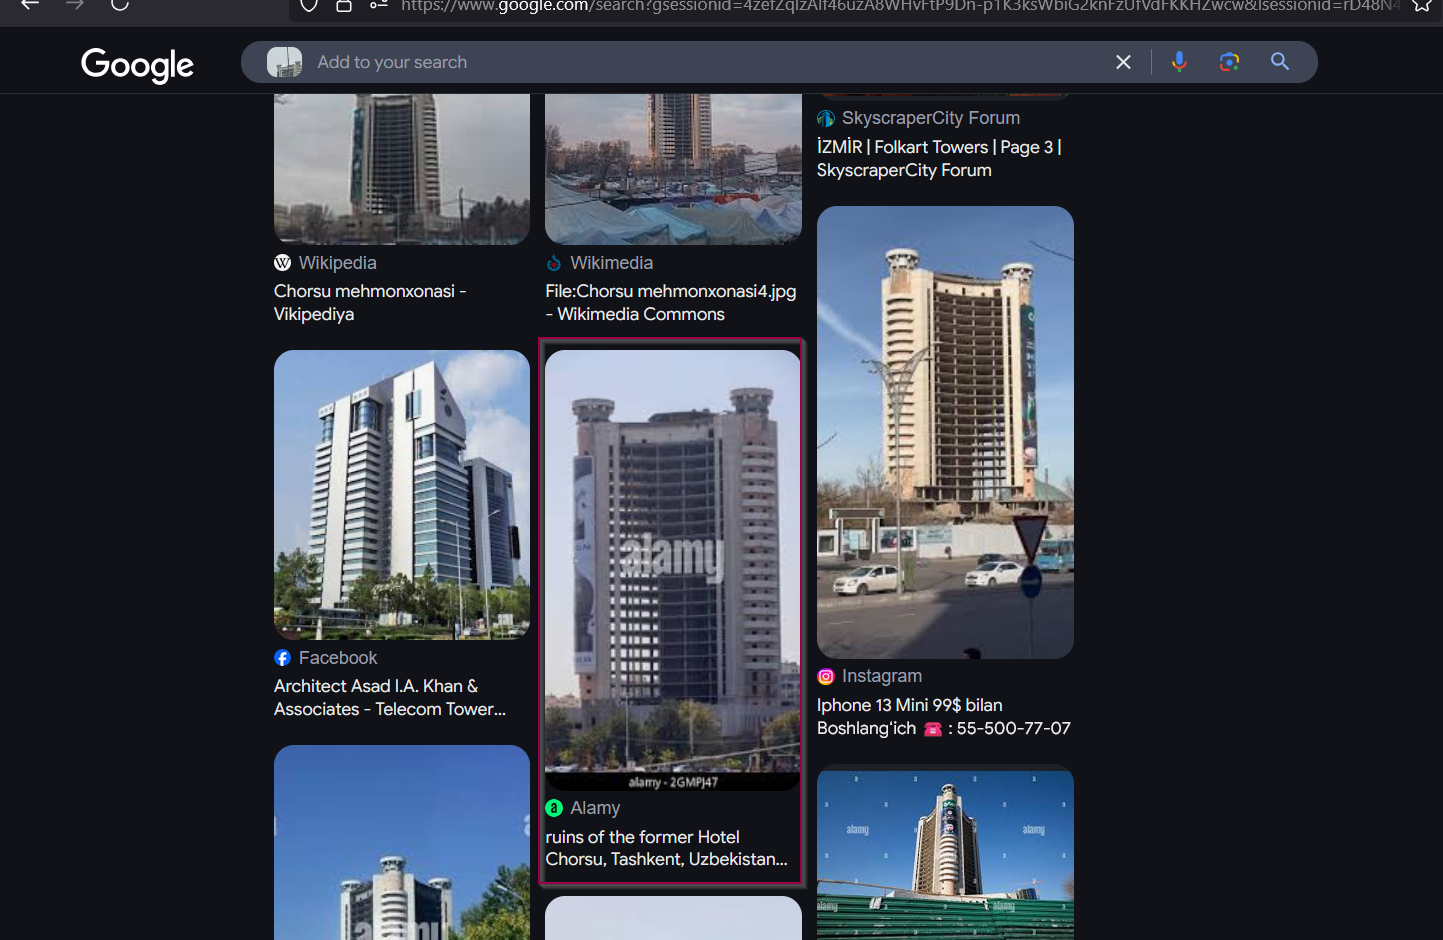 https://www.google.com/search?gsessionid=4zefZqlzAlf46uzA8WHvFtP9Dn-p1K3ksWbiG2knFzUfVdFKKHZwcw&lsessionid=rD48N4
Google
Add to your search
Wikipedia
Chorsu mehmonxonasi -
Vikipediya
Wikimedia
File:Chorsu mehmonxonasi4.jpg
- Wikimedia Commons
SkyscraperCity Forum
İZMİR | Folkart Towers | Page 3 |
SkyscraperCity Forum
Facebook
Architect Asad I.A. Khan &
Associates - Telecom Tower...
alamy
alamy - 2GMPJ47
a
Alamy
ruins of the former Hotel
Chorsu, Tashkent, Uzbekistan...
Instagram
Iphone 13 Mini 99$ bilan
Boshlangʻich ☎️ : 55-500-77-07
alamy
alamy
alamy
alamy
alamy